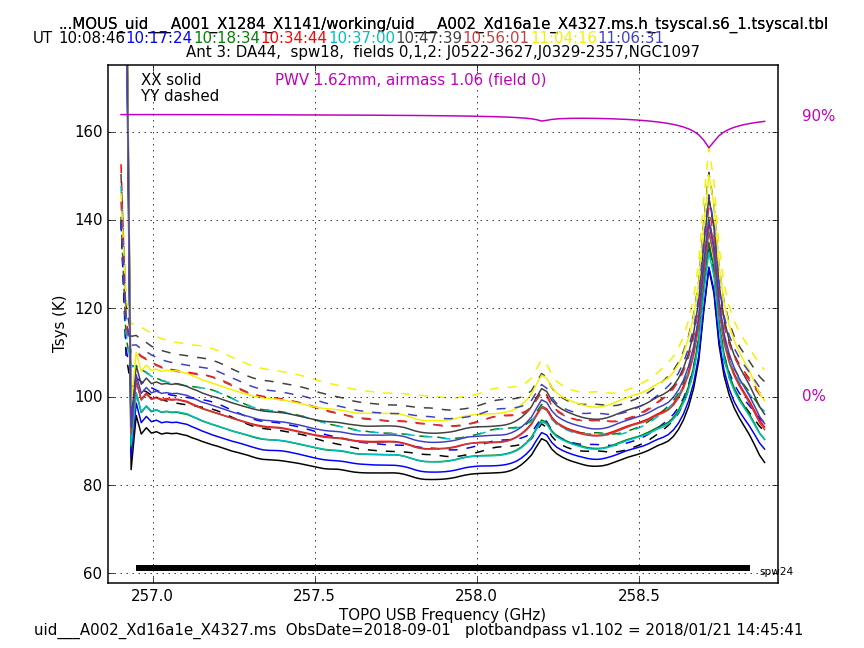 ...MOUS_uid___A001_X1284_X1141/working/uid___A002_Xd16a1e_X4327.ms.h_tsyscal.s6_1.tsyscal.tbl
UT 10:08:46 10:17:24 10:18:34 10:34:44 10:37:00 10:47:39 10:56:01 11:04:16 11:06:31
Ant 3: DA44, spw18, fields 0,1,2: J0522-3627,J0329-2357,NGC1097
XX solid
PWV 1.62mm, airmass 1.06 (field 0)
YY dashed
90%
160
140
120
Tsys (K)
100
0%
80
60
spw24
257.0 257.5 258.0 258.5
TOPO USB Frequency (GHz)
uid___A002_Xd16a1e_X4327.ms ObsDate=2018-09-01 plotbandpass v1.102 = 2018/01/21 14:45:41